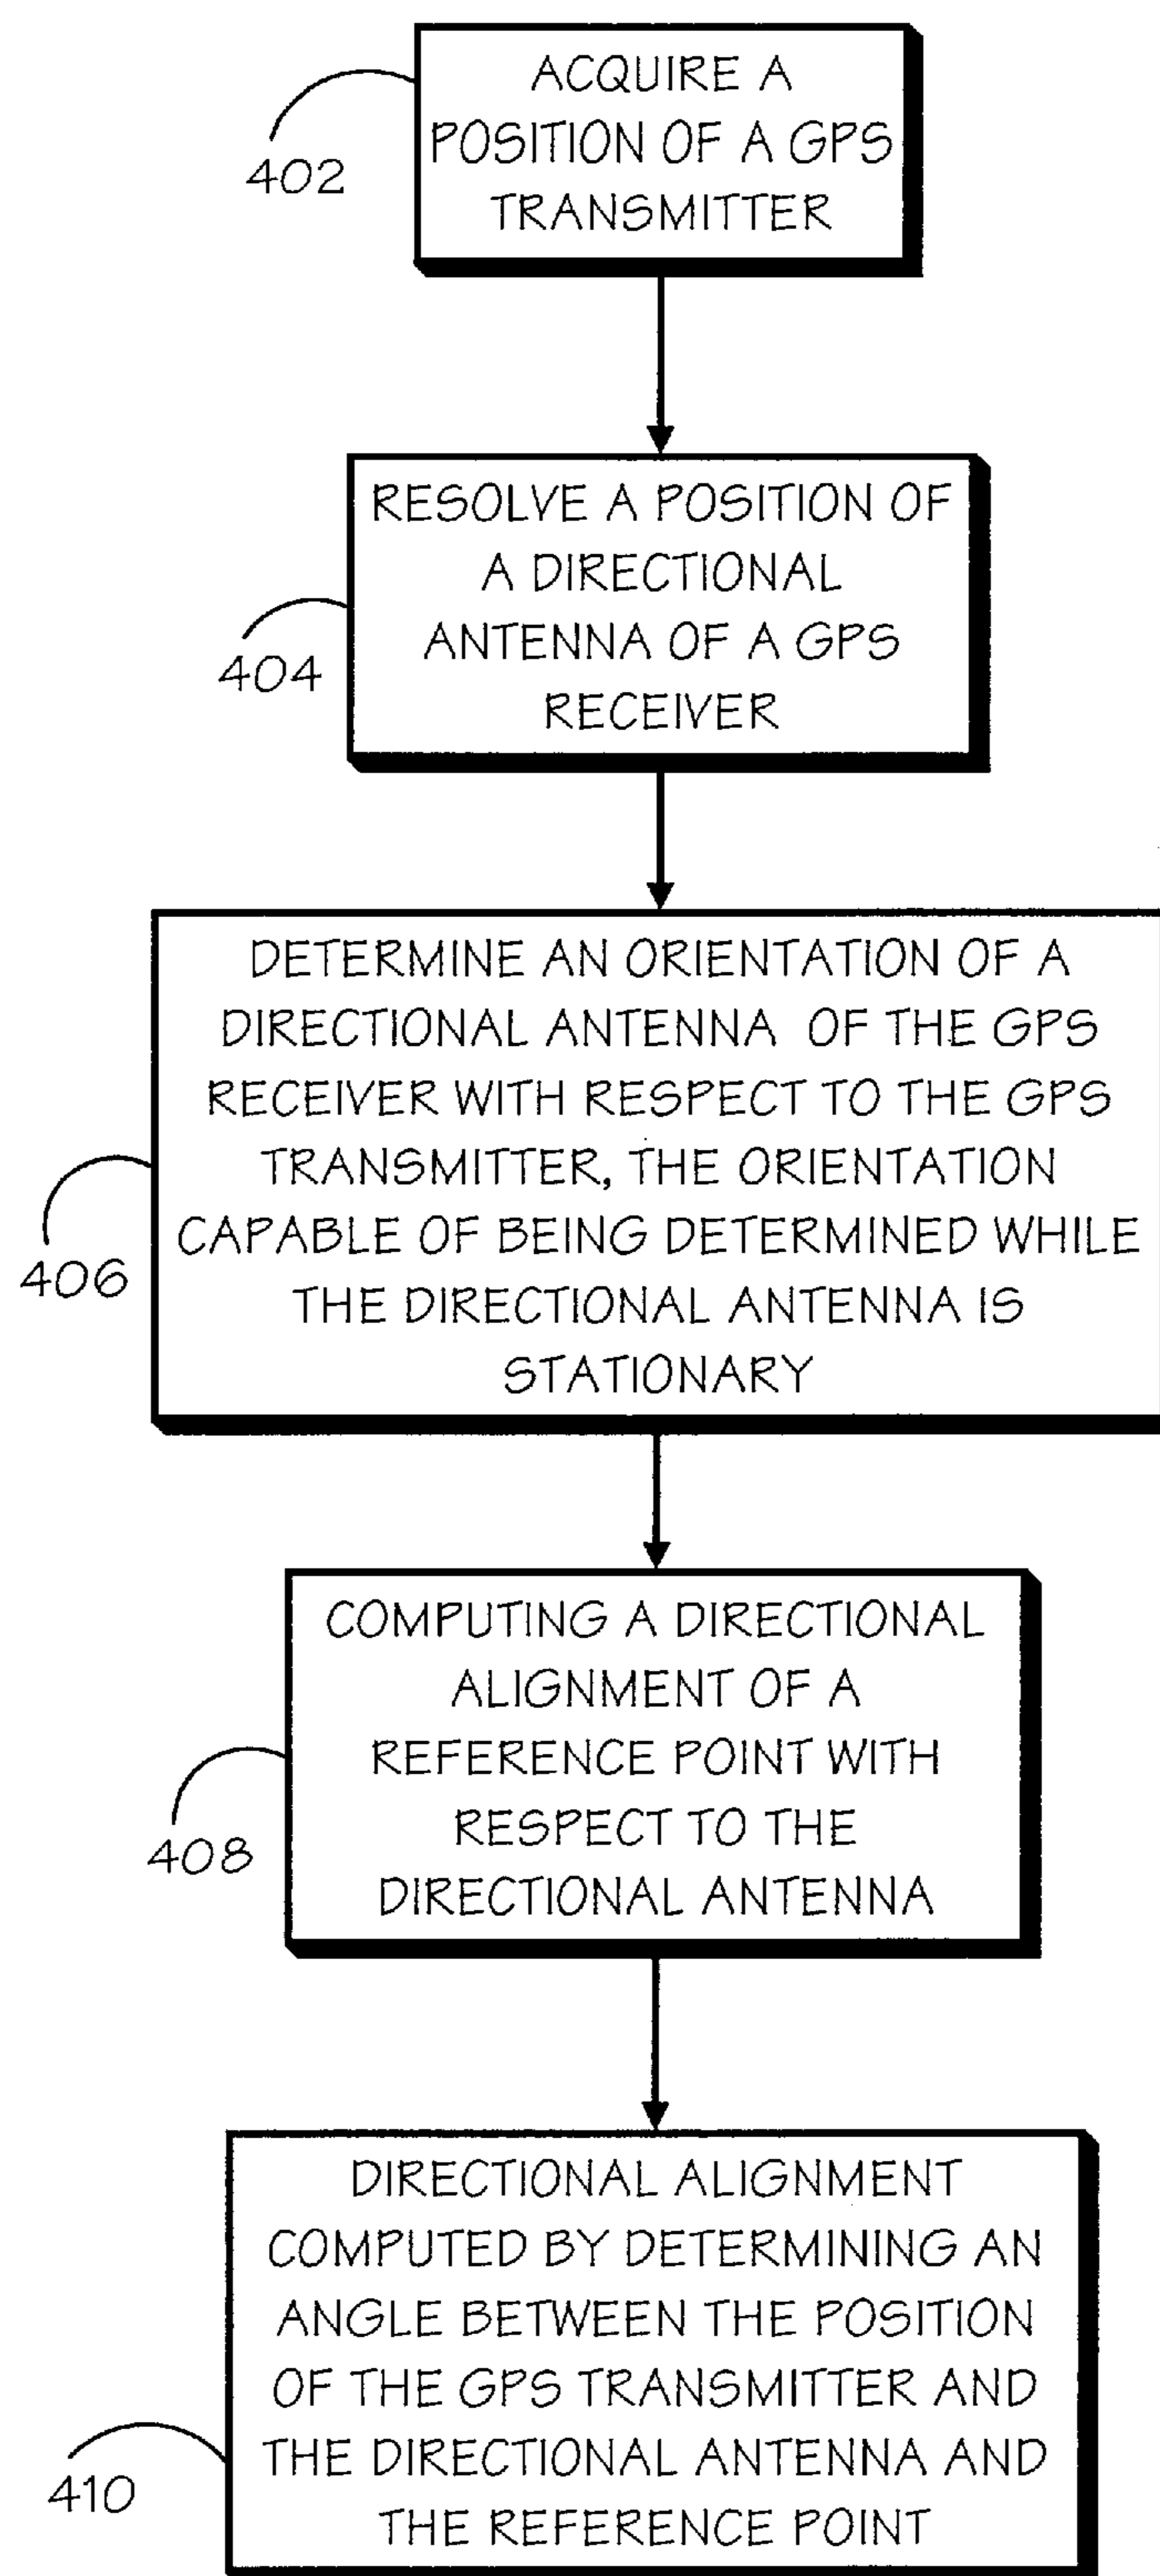 ACQUIRE A
POSITION OF A GPS
TRANSMITTER
402
RESOLVE A POSITION OF
A DIRECTIONAL
ANTENNA OF A GPS
RECEIVER
404
DETERMINE AN ORIENTATION OF A
DIRECTIONAL ANTENNA OF THE GPS
RECEIVER WITH RESPECT TO THE GPS
TRANSMITTER, THE ORIENTATION
CAPABLE OF BEING DETERMINED WHILE
THE DIRECTIONAL ANTENNA IS
STATIONARY
406
COMPUTING A DIRECTIONAL
ALIGNMENT OF A
REFERENCE POINT WITH
RESPECT TO THE
DIRECTIONAL ANTENNA
408
DIRECTIONAL ALIGNMENT
COMPUTED BY DETERMINING AN
ANGLE BETWEEN THE POSITION
OF THE GPS TRANSMITTER AND
THE DIRECTIONAL ANTENNA AND
THE REFERENCE POINT
410